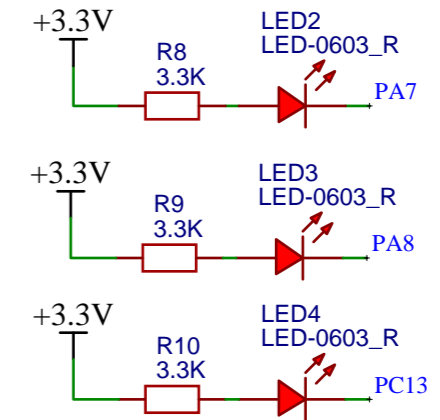 +3.3V
LED2
LED-0603_R
R8
3.3K
PA7
+3.3V
LED3
LED-0603_R
R9
3.3K
PA8
+3.3V
LED4
LED-0603_R
R10
3.3K
PC13